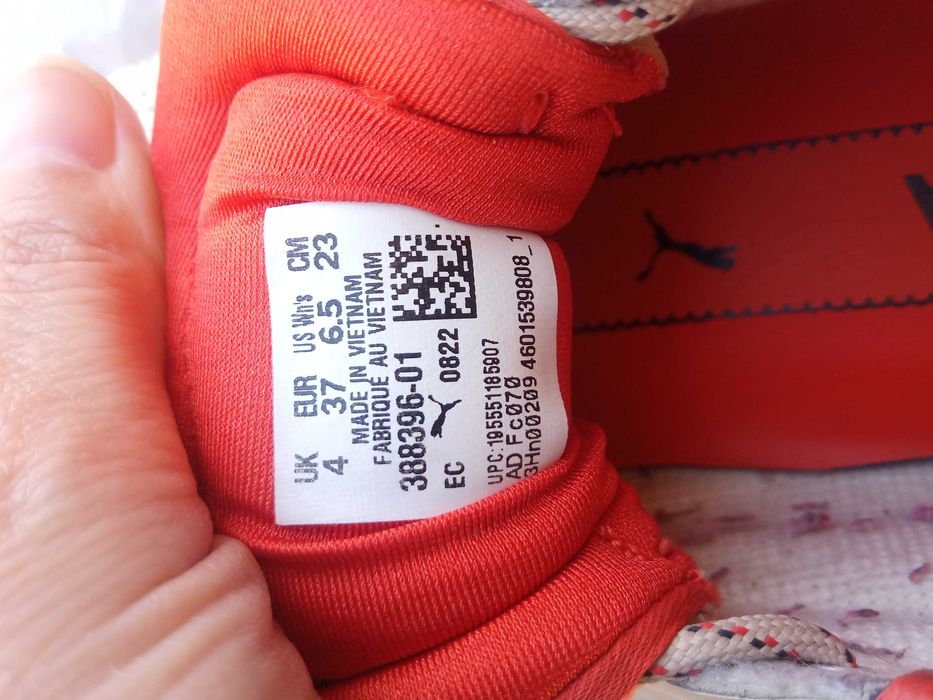 UK EUR US Wn's CM
4 37 6.5 23
MADE IN VIETNAM
FABRIQUE AU VIETNAM
388396-01
EC 0822
UPC:195551185907
AD Fc070
3Hn00209 4601539808_1